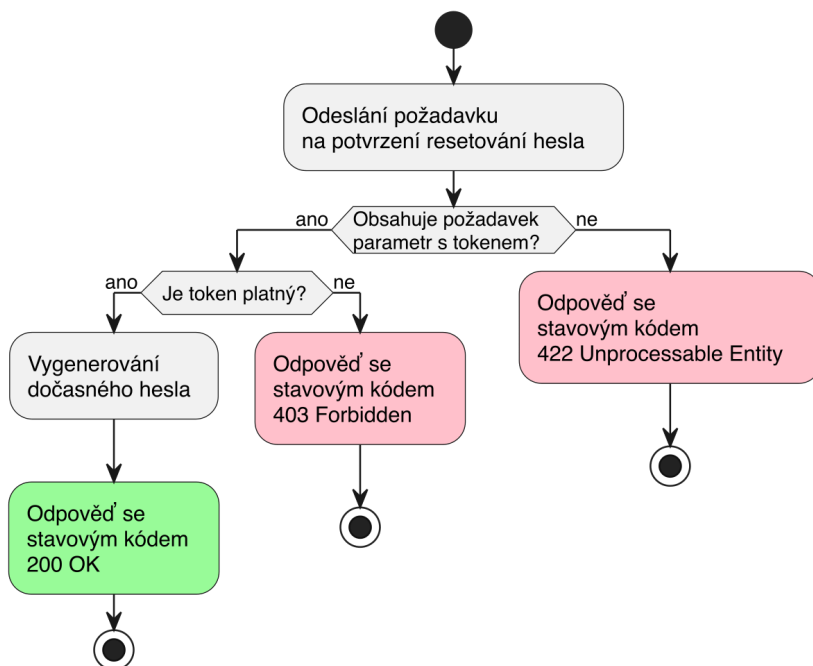 Odeslání požadavku
na potvrzení resetování hesla
ano
Obsahuje požadavek
parametr s tokenem?
ne
ano
Je token platný?
ne
Vygenerování
dočasného hesla
Odpověď se
stavovým kódem
200 OK
Odpověď se
stavovým kódem
403 Forbidden
Odpověď se
stavovým kódem
422 Unprocessable Entity